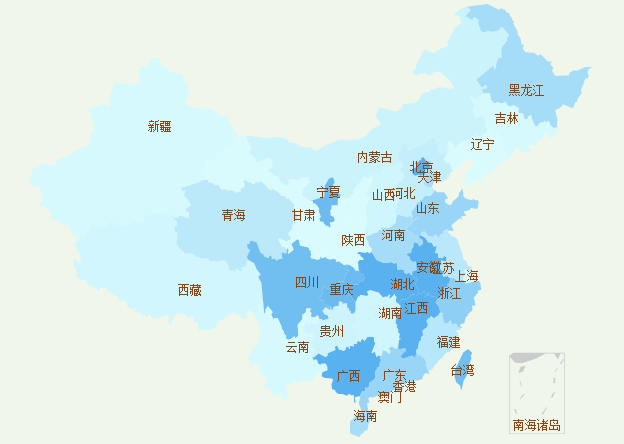 黑龙江
吉林
新疆
辽宁
内蒙古
北京
天津
宁夏
山西
河北
青海
甘肃
山东
陕西
河南
安徽
江苏
上海
四川
重庆
湖北
西藏
浙江
江西
湖南
贵州
福建
云南
台湾
广西
广东
香港
澳门
海南
南海诸岛